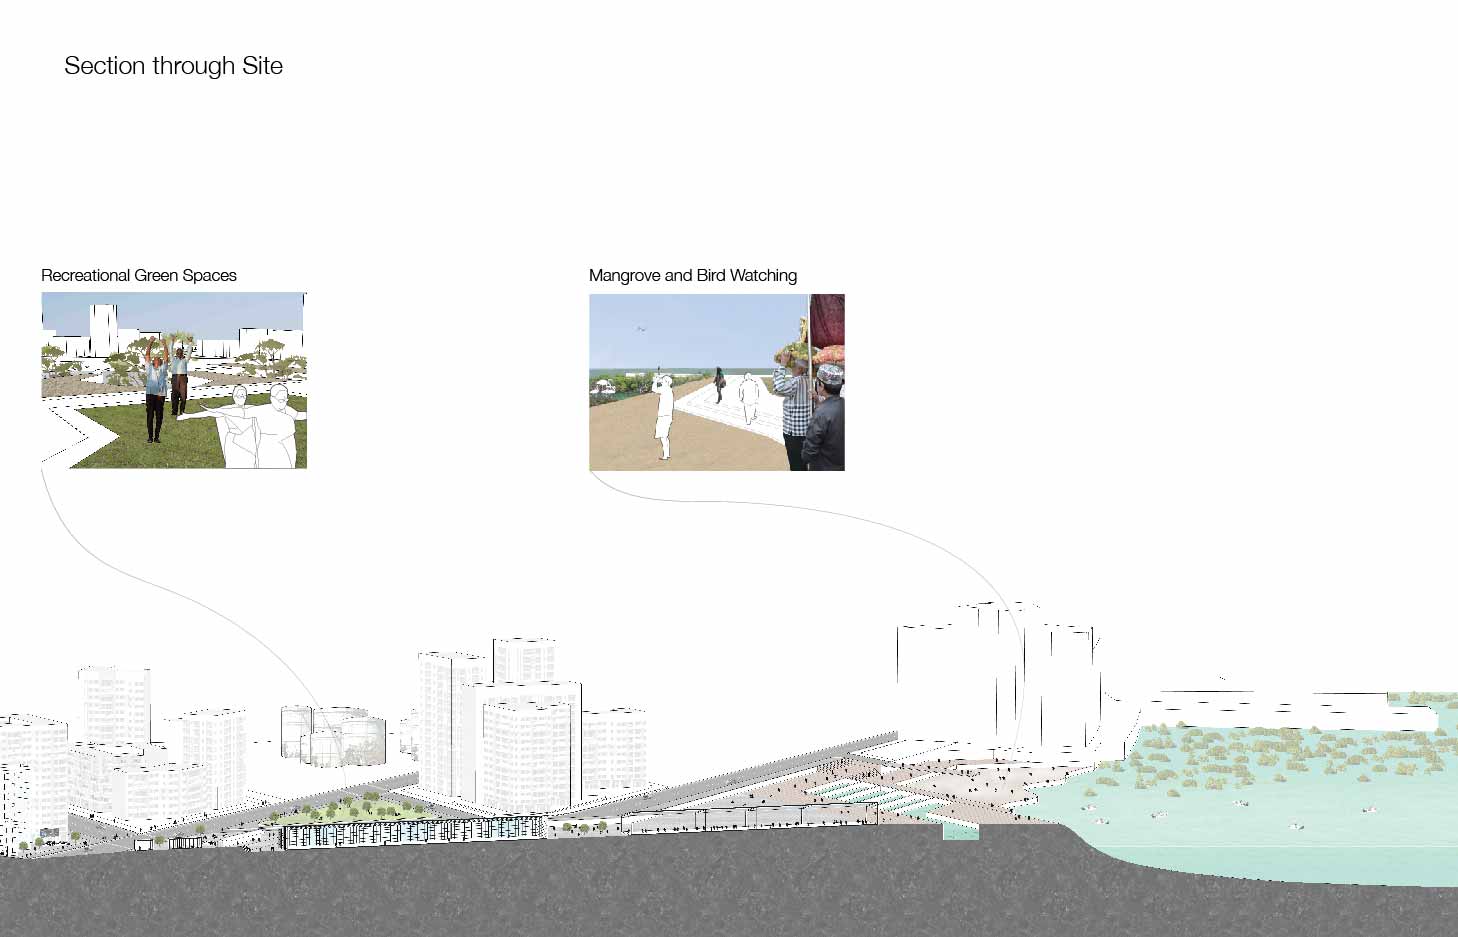 Section through Site
Recreational Green Spaces
Mangrove and Bird Watching